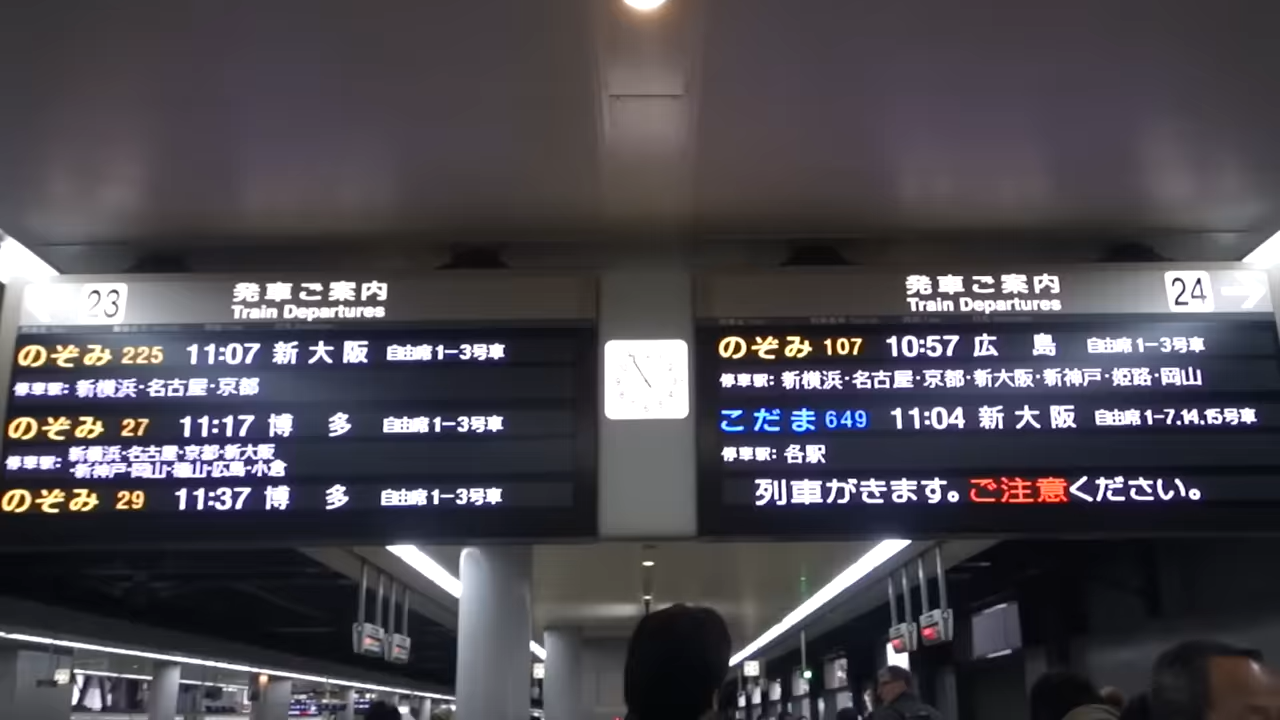 23
発車ご案内
Train Departures
のぞみ 225 11:07 新大阪 自由席1-3号車
停車駅: 新横浜・名古屋・京都
のぞみ 27 11:17 博多 自由席1-3号車
停車駅: 新横浜・名古屋・京都・新大阪
・新神戸・岡山・福山・広島・小倉
のぞみ 29 11:37 博多 自由席1-3号車
発車ご案内
Train Departures
24
のぞみ 107 10:57 広島 自由席1-3号車
停車駅: 新横浜・名古屋・京都・新大阪・新神戸・姫路・岡山
こだま 649 11:04 新大阪 自由席1-7,14,15号車
停車駅: 各駅
列車がきます。ご注意ください。